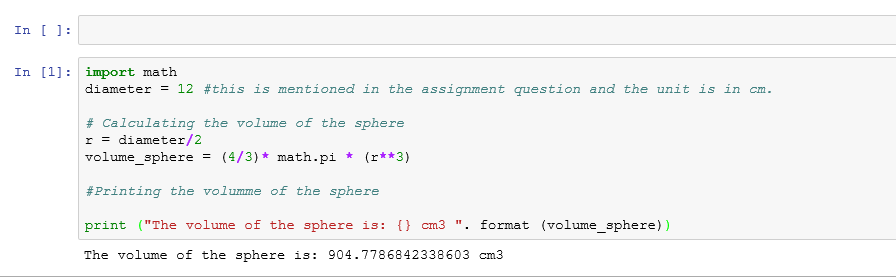 In [ ]:
In [1]: import math
diameter = 12 #this is mentioned in the assignment question and the unit is in cm.
# Calculating the volume of the sphere
r = diameter/2
volume_sphere = (4/3)* math.pi * (r**3)
#Printing the volumme of the sphere
print ("The volume of the sphere is: {} cm3 ". format (volume_sphere))
The volume of the sphere is: 904.7786842338603 cm3